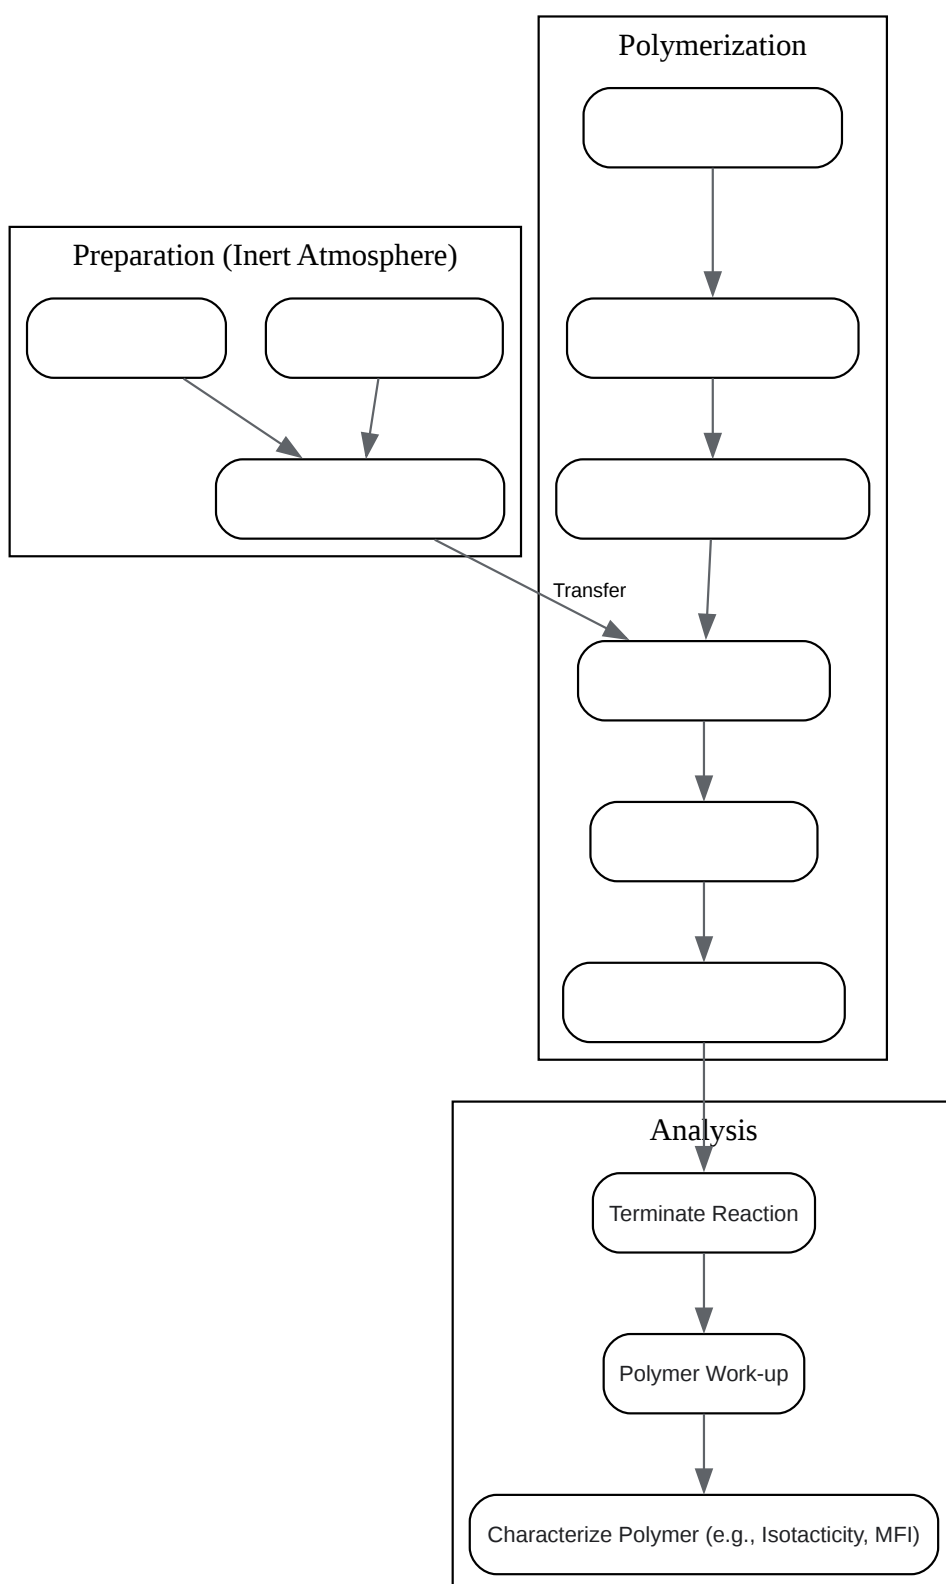 Polymerization
Preparation (Inert Atmosphere)
Transfer
Analysis
Terminate Reaction
Polymer Work-up
Characterize Polymer (e.g., Isotacticity, MFI)